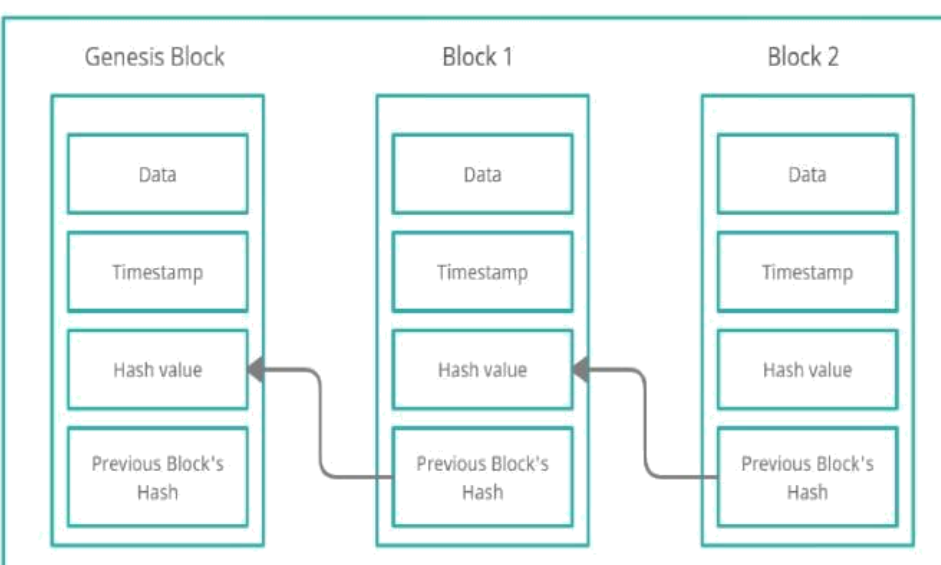 Genesis Block
Block 1
Block 2
Data
Data
Data
Timestamp
Timestamp
Timestamp
Hash value
Hash value
Hash value
Previous Block's
Hash
Previous Block's
Hash
Previous Block's
Hash